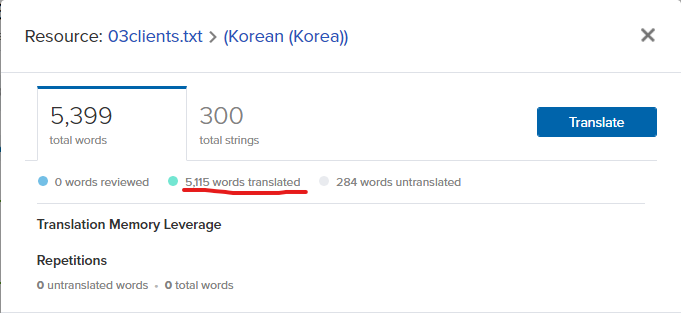 Resource: 03clients.txt > (Korean (Korea))
5,399
total words
300
total strings
Translate
0 words reviewed
5,115 words translated
284 words untranslated
Translation Memory Leverage
Repetitions
0 untranslated words • 0 total words